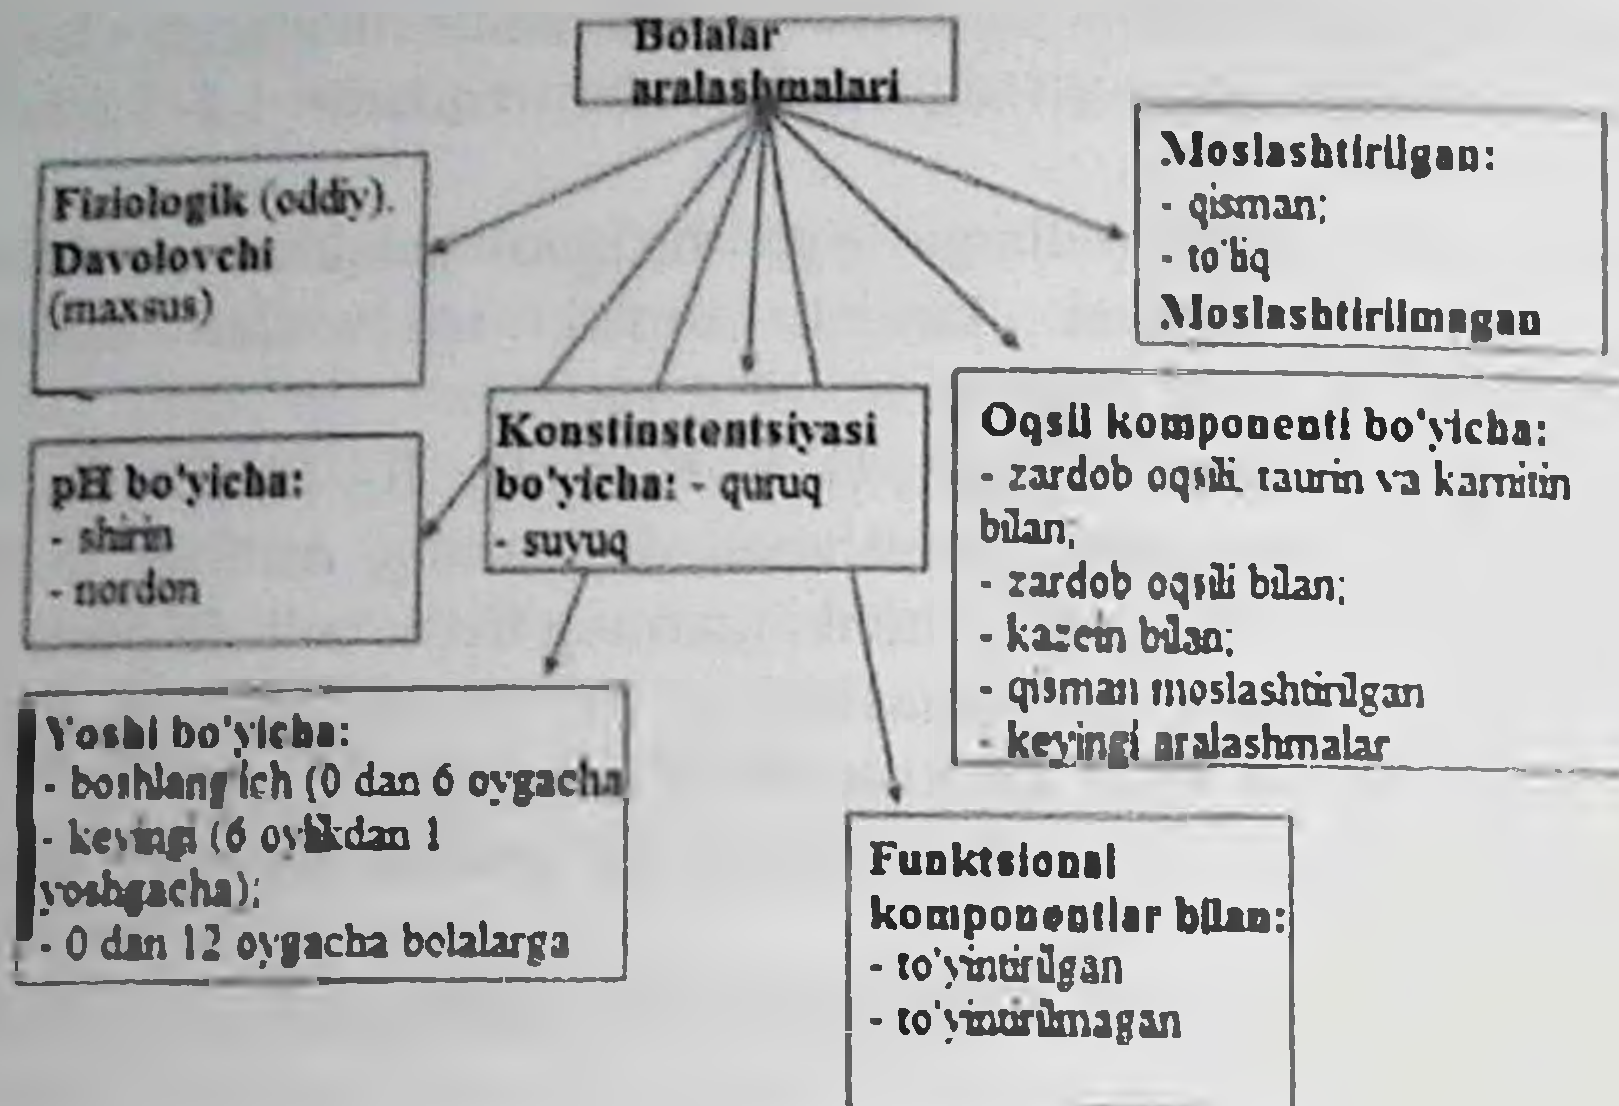 Bolalar
aralashmalari
Fiziologik (oddiy).
Davolovchi
(maxsus)
Moslashtirilgan:
- qisman;
- to'liq
Moslashtirilmagan
pH bo'yicha:
- shirin
- nordon
Konstinstentsiyasi
bo'yicha: - quruq
- suyuq
Oqsil komponenti bo'yicha:
- zardob oqsili, taurin va karnitin
bilan;
- zardob oqsili bilan;
- kazein bilan;
- qisman moslashtirilgan
- keyingi aralashmalar
Yoshi bo'yicha:
- boshlang'ich (0 dan 6 oygacha
- keyingi (6 oylikdan 1
yoshgacha);
- 0 dan 12 oygacha bolalarga
Funktsional
komponentlar bilan:
- to'yintirilgan
- to'yintirilmagan